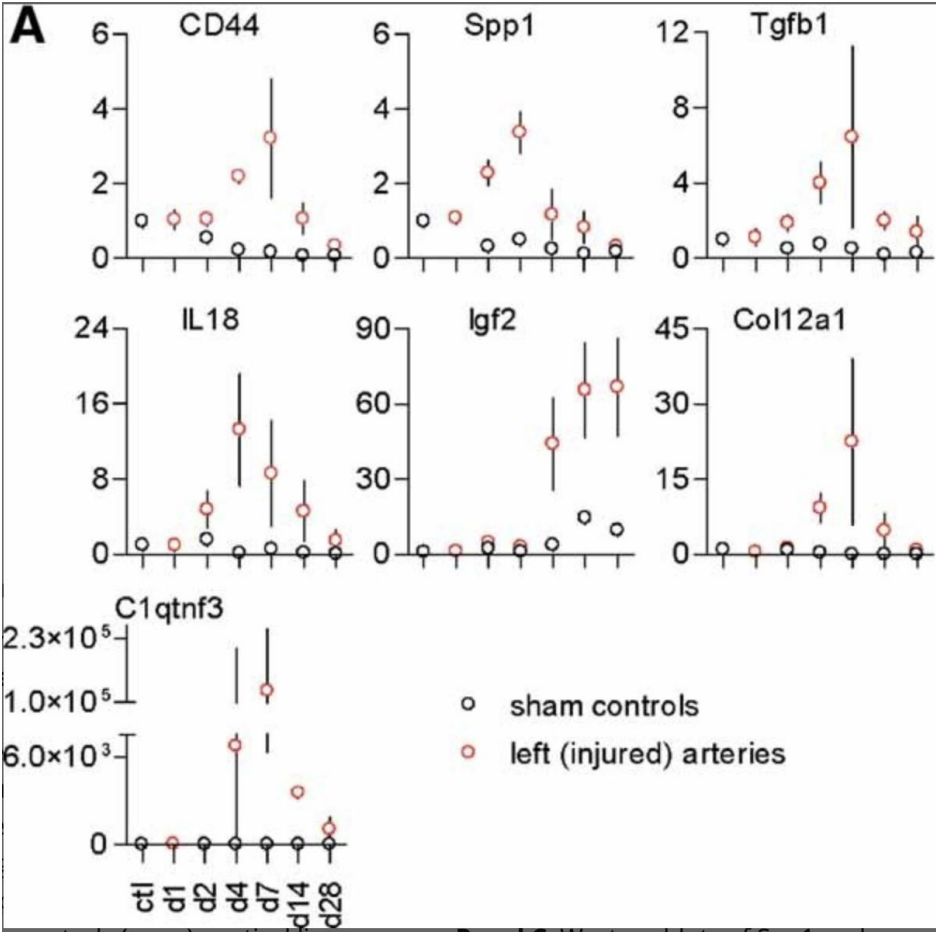 A
CD44 Spp1 Tgfb1
6 6 12
4 4 8
2 2 4
0 0 0
IL18 Igf2 Col12a1
24 90 45
16 60 30
8 30 15
0 0 0
C1qtnf3
2.3×10⁵
1.0×10⁵
6.0×10³
0
sham controls
left (injured) arteries
ctl d1 d2 d4 d7 d14 d28